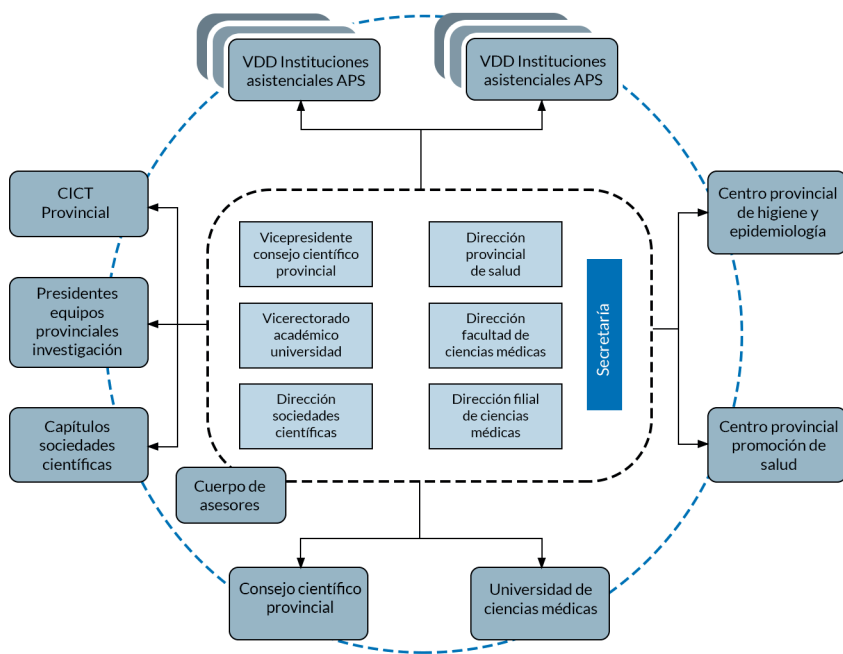 VDD Instituciones
asistenciales APS
VDD Instituciones
asistenciales APS
CICT
Provincial
Presidentes
equipos
provinciales
investigación
Capítulos
sociedades
científicas
Vicepresidente
consejo científico
provincial
Dirección
provincial
de salud
Vicerectorado
académico
universidad
Dirección
facultad de
ciencias médicas
Dirección
sociedades
científicas
Dirección filial
de ciencias
médicas
Secretaría
Centro provincial
de higiene y
epidemiología
Centro provincial
promoción de
salud
Cuerpo de
asesores
Consejo científico
provincial
Universidad de
ciencias médicas